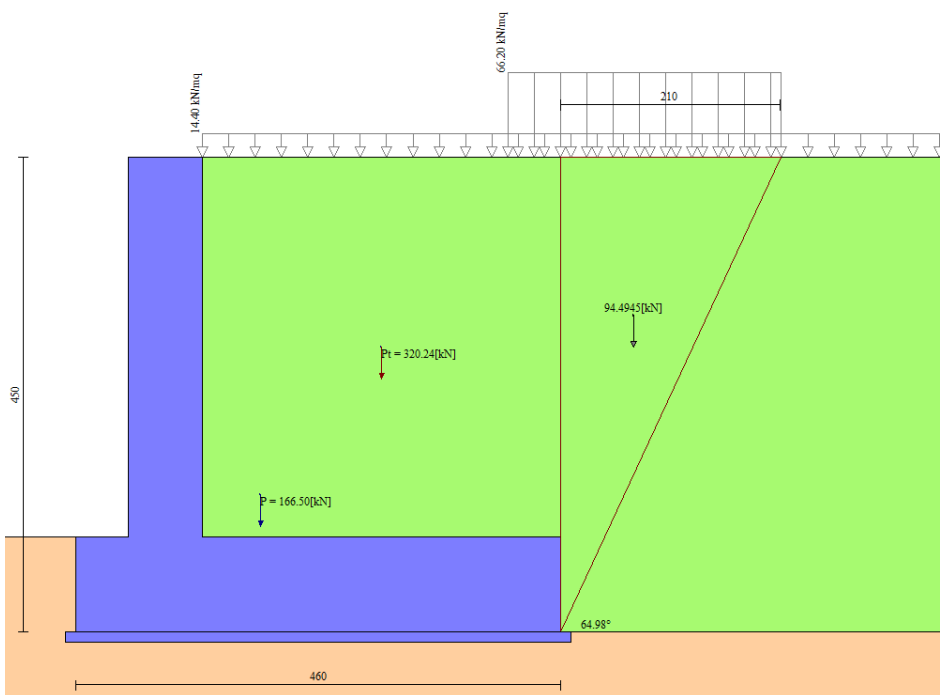 66.20 kN/mq
14.40 kN/mq
210
94.4945[kN]
Pt = 320.24[kN]
450
P = 166.50[kN]
64.98°
460